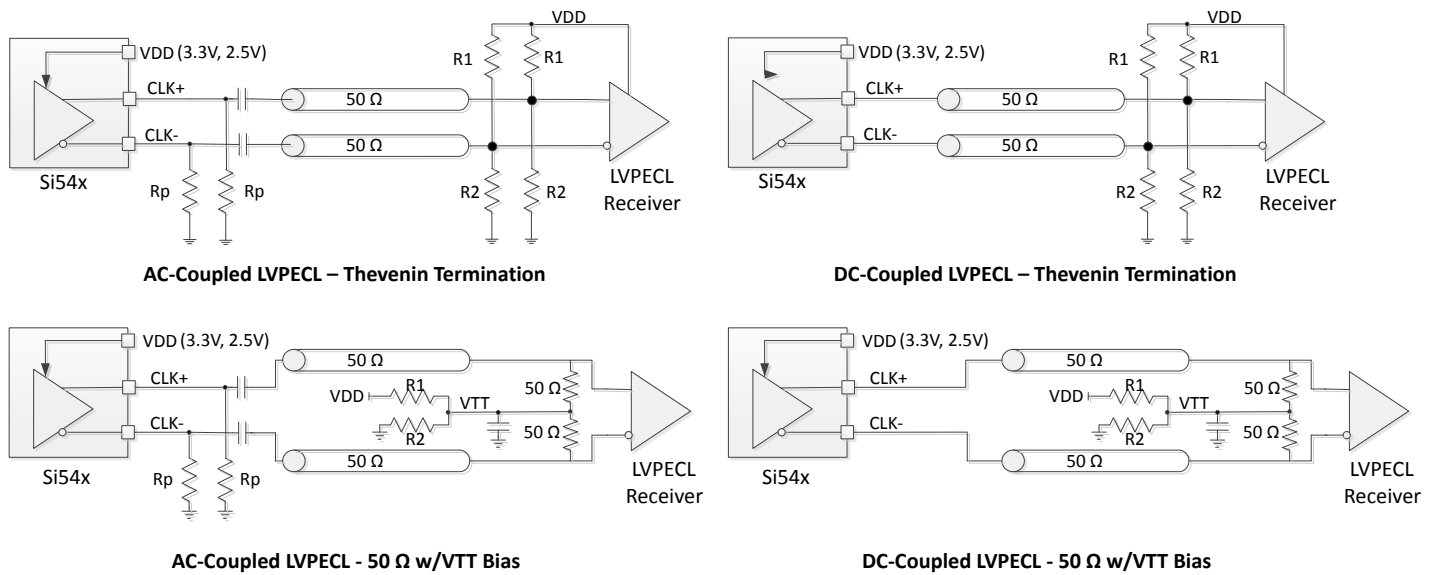 VDD
VDD (3.3V, 2.5V)
R1
R1
CLK+
50 Ω
CLK-
50 Ω
Si54x
Rp
Rp
R2
R2
LVPECL
Receiver
AC-Coupled LVPECL – Thevenin Termination
VDD
VDD (3.3V, 2.5V)
R1
R1
CLK+
50 Ω
CLK-
50 Ω
Si54x
R2
R2
LVPECL
Receiver
DC-Coupled LVPECL – Thevenin Termination
VDD (3.3V, 2.5V)
50 Ω
CLK+
R1
VDD
VTT
50 Ω
CLK-
R2
50 Ω
50 Ω
Si54x
Rp
Rp
LVPECL
Receiver
AC-Coupled LVPECL - 50 Ω w/VTT Bias
VDD (3.3V, 2.5V)
50 Ω
CLK+
R1
VDD
VTT
50 Ω
CLK-
R2
50 Ω
50 Ω
Si54x
LVPECL
Receiver
DC-Coupled LVPECL - 50 Ω w/VTT Bias